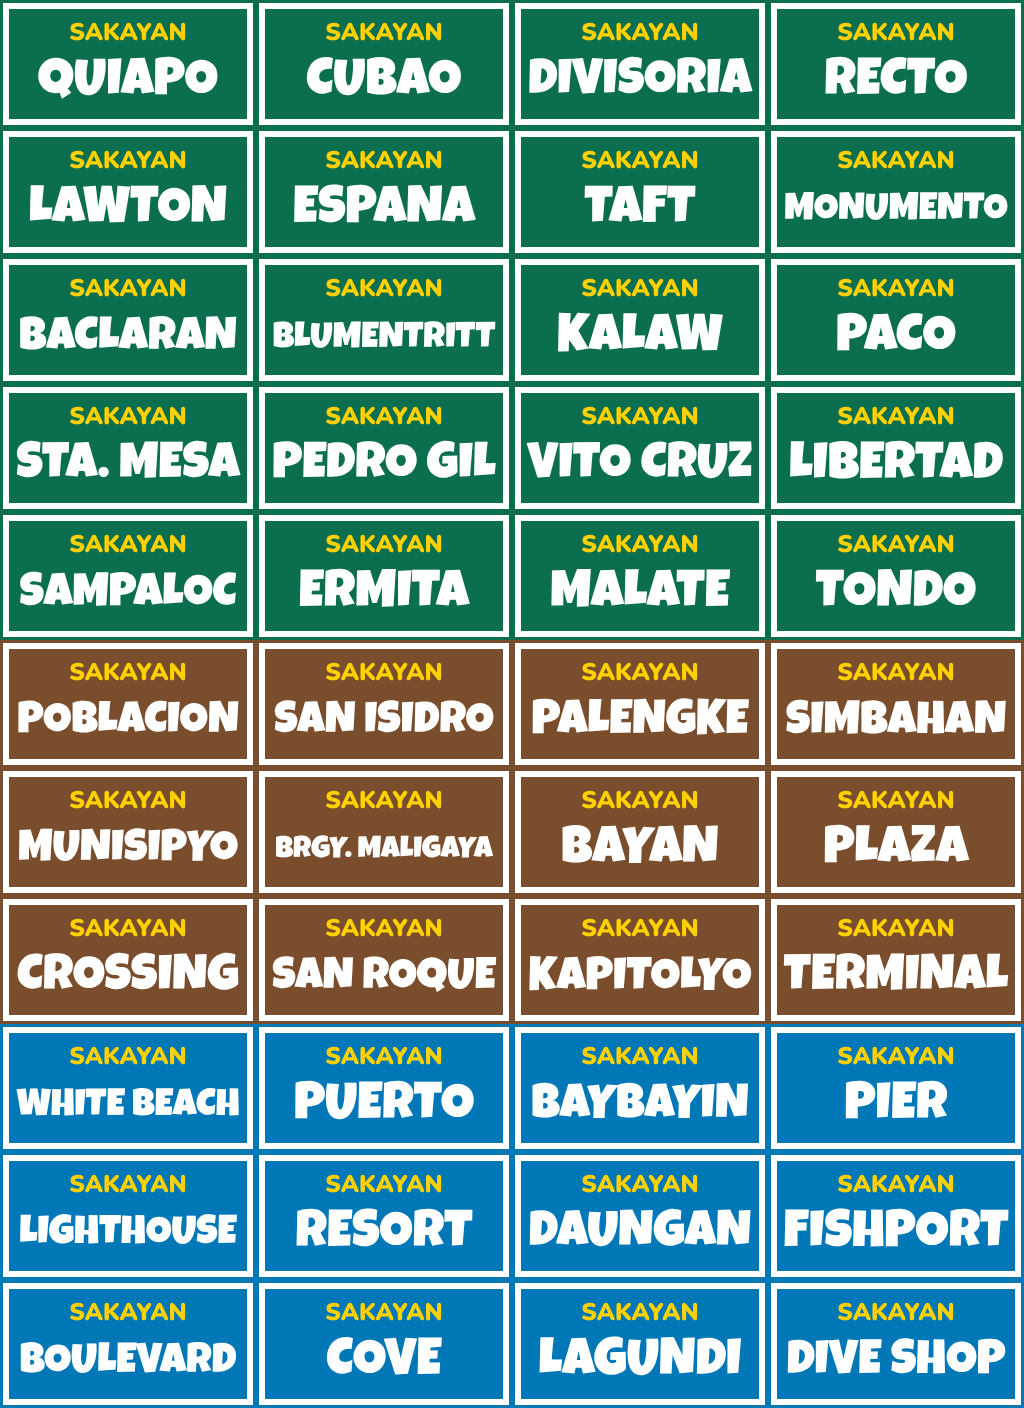 SAKAYAN
QUIAPO
SAKAYAN
CUBAO
SAKAYAN
DIVISORIA
SAKAYAN
RECTO
SAKAYAN
LAWTON
SAKAYAN
ESPANA
SAKAYAN
TAFT
SAKAYAN
MONUMENTO
SAKAYAN
BACLARAN
SAKAYAN
BLUMENTRITT
SAKAYAN
KALAW
SAKAYAN
PACO
SAKAYAN
STA. MESA
SAKAYAN
PEDRO GIL
SAKAYAN
VITO CRUZ
SAKAYAN
LIBERTAD
SAKAYAN
SAMPALOC
SAKAYAN
ERMITA
SAKAYAN
MALATE
SAKAYAN
TONDO
SAKAYAN
POBLACION
SAKAYAN
SAN ISIDRO
SAKAYAN
PALENGKE
SAKAYAN
SIMBAHAN
SAKAYAN
MUNISIPYO
SAKAYAN
BRGY. MALIGAYA
SAKAYAN
BAYAN
SAKAYAN
PLAZA
SAKAYAN
CROSSING
SAKAYAN
SAN ROQUE
SAKAYAN
KAPITOLYO
SAKAYAN
TERMINAL
SAKAYAN
WHITE BEACH
SAKAYAN
PUERTO
SAKAYAN
BAYBAYIN
SAKAYAN
PIER
SAKAYAN
LIGHTHOUSE
SAKAYAN
RESORT
SAKAYAN
DAUNGAN
SAKAYAN
FISHPORT
SAKAYAN
BOULEVARD
SAKAYAN
COVE
SAKAYAN
LAGUNDI
SAKAYAN
DIVE SHOP